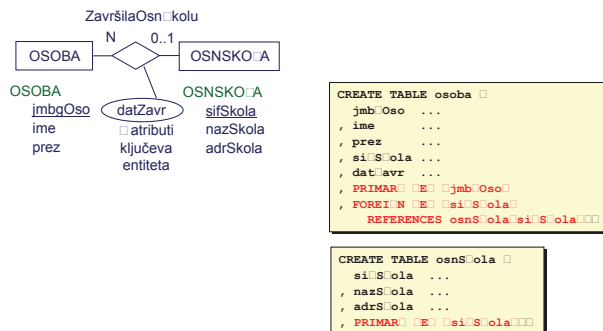 ZavršilaOsn□kolu
N 0..1
OSOBA OSNSKO□A
OSOBA
jmbgOso
ime
prez
datZavr
□ atributi
ključeva
entiteta
OSNSKO□A
sifSkola
nazSkola
adrSkola
CREATE TABLE osoba □
jmb□Oso ...
, ime ...
, prez ...
, si□S□ola ...
, dat□avr ...
, PRIMAR□ □E□ □jmb□Oso□
, FOREI□N □E□ □si□S□ola□
REFERENCES osnS□ola□si□S□ola□□□
CREATE TABLE osnS□ola □
si□S□ola ...
, nazS□ola ...
, adrS□ola ...
, PRIMAR□ □E□ □si□S□ola□□□